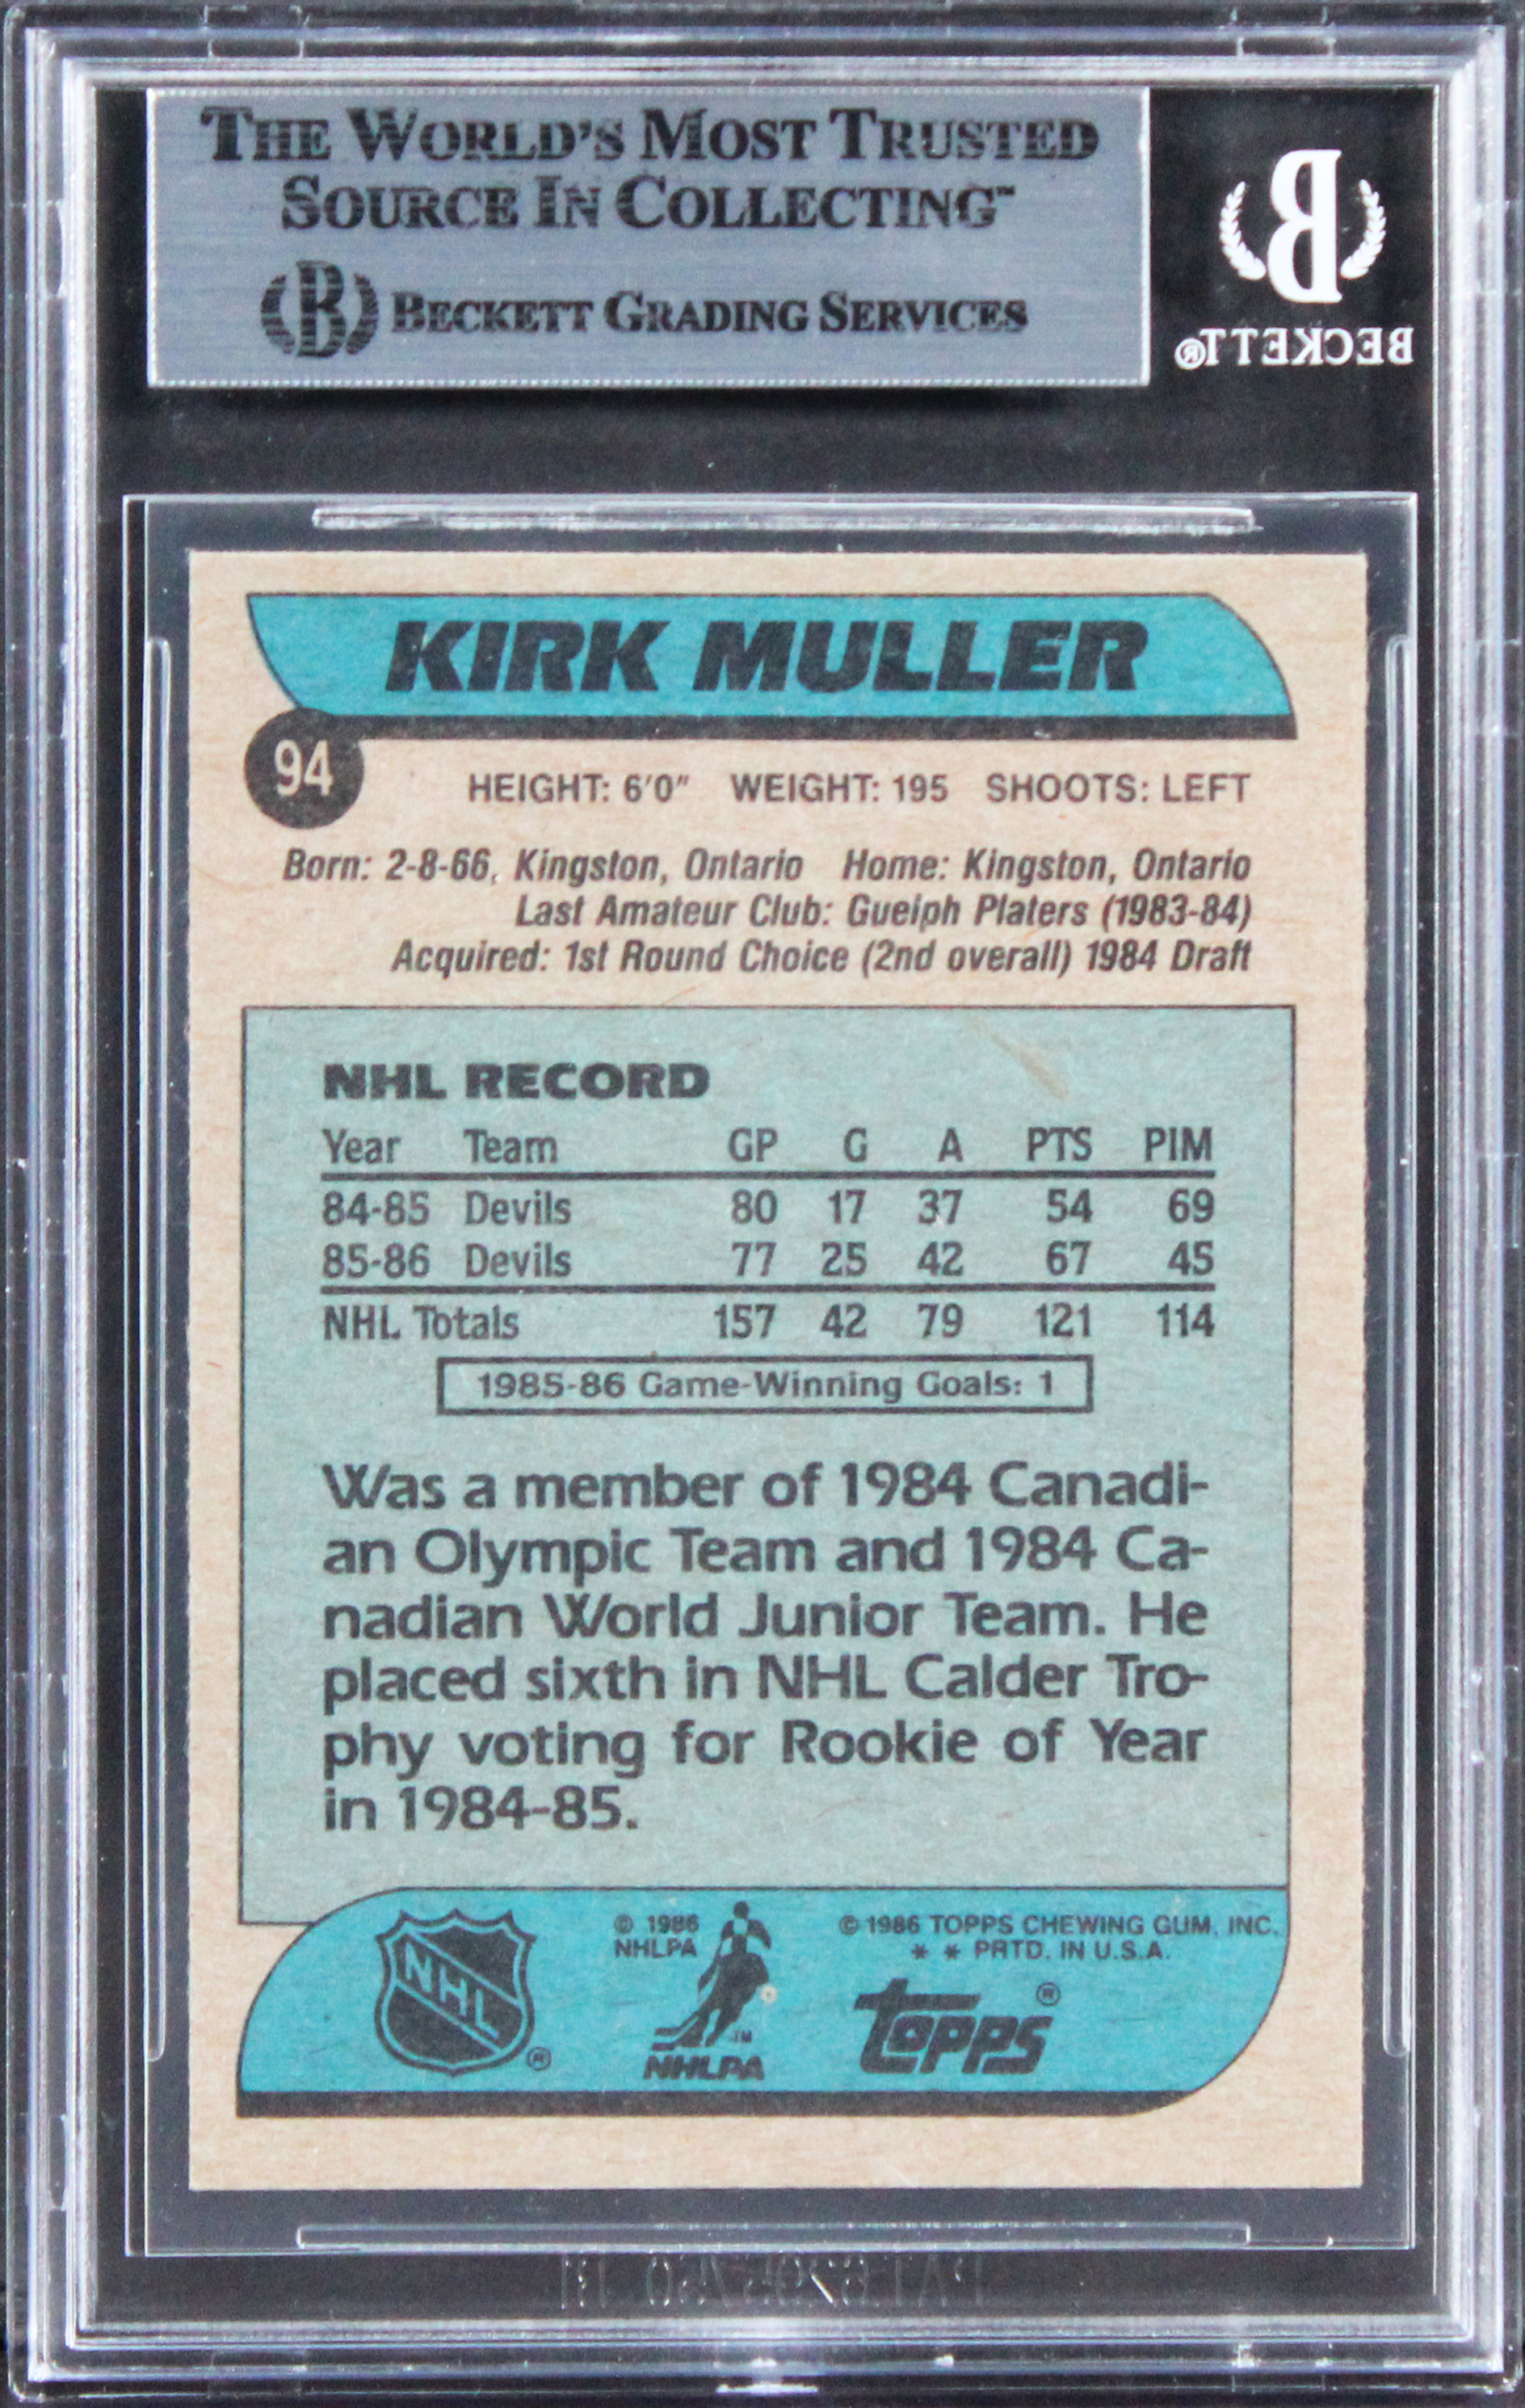 THE WORLD'S MOST TRUSTED
SOURCE IN COLLECTING™
B BECKETT GRADING SERVICES
B
BECKETT®
KIRK MULLER
94
HEIGHT: 6'0" WEIGHT: 195 SHOOTS: LEFT
Born: 2-8-66, Kingston, Ontario Home: Kingston, Ontario
Last Amateur Club: Guelph Platers (1983-84)
Acquired: 1st Round Choice (2nd overall) 1984 Draft
NHL RECORD
Year Team GP G A PTS PIM
84-85 Devils 80 17 37 54 69
85-86 Devils 77 25 42 67 45
NHL Totals 157 42 79 121 114
1985-86 Game-Winning Goals: 1
Was a member of 1984 Canadi-
an Olympic Team and 1984 Ca-
nadian World Junior Team. He
placed sixth in NHL Calder Tro-
phy voting for Rookie of Year
in 1984-85.
NHL ®
© 1986
NHLPA
TM
NHLPA
© 1986 TOPPS CHEWING GUM, INC.
* * PRTD. IN U.S.A.
topps®